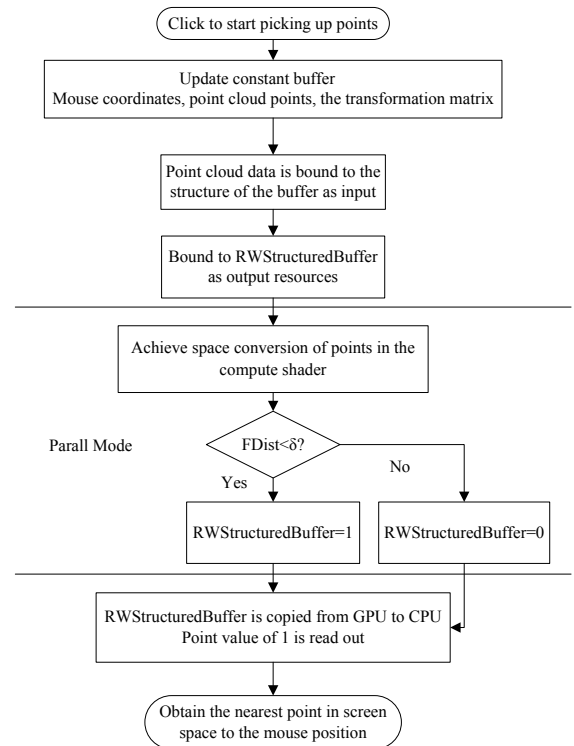 Click to start picking up points
Update constant buffer
Mouse coordinates, point cloud points, the transformation matrix
Point cloud data is bound to the
structure of the buffer as input
Bound to RWStructuredBuffer
as output resources
Achieve space conversion of points in the
compute shader
Parall Mode
FDist<δ?
Yes
No
RWStructuredBuffer=1
RWStructuredBuffer=0
RWStructuredBuffer is copied from GPU to CPU
Point value of 1 is read out
Obtain the nearest point in screen
space to the mouse position